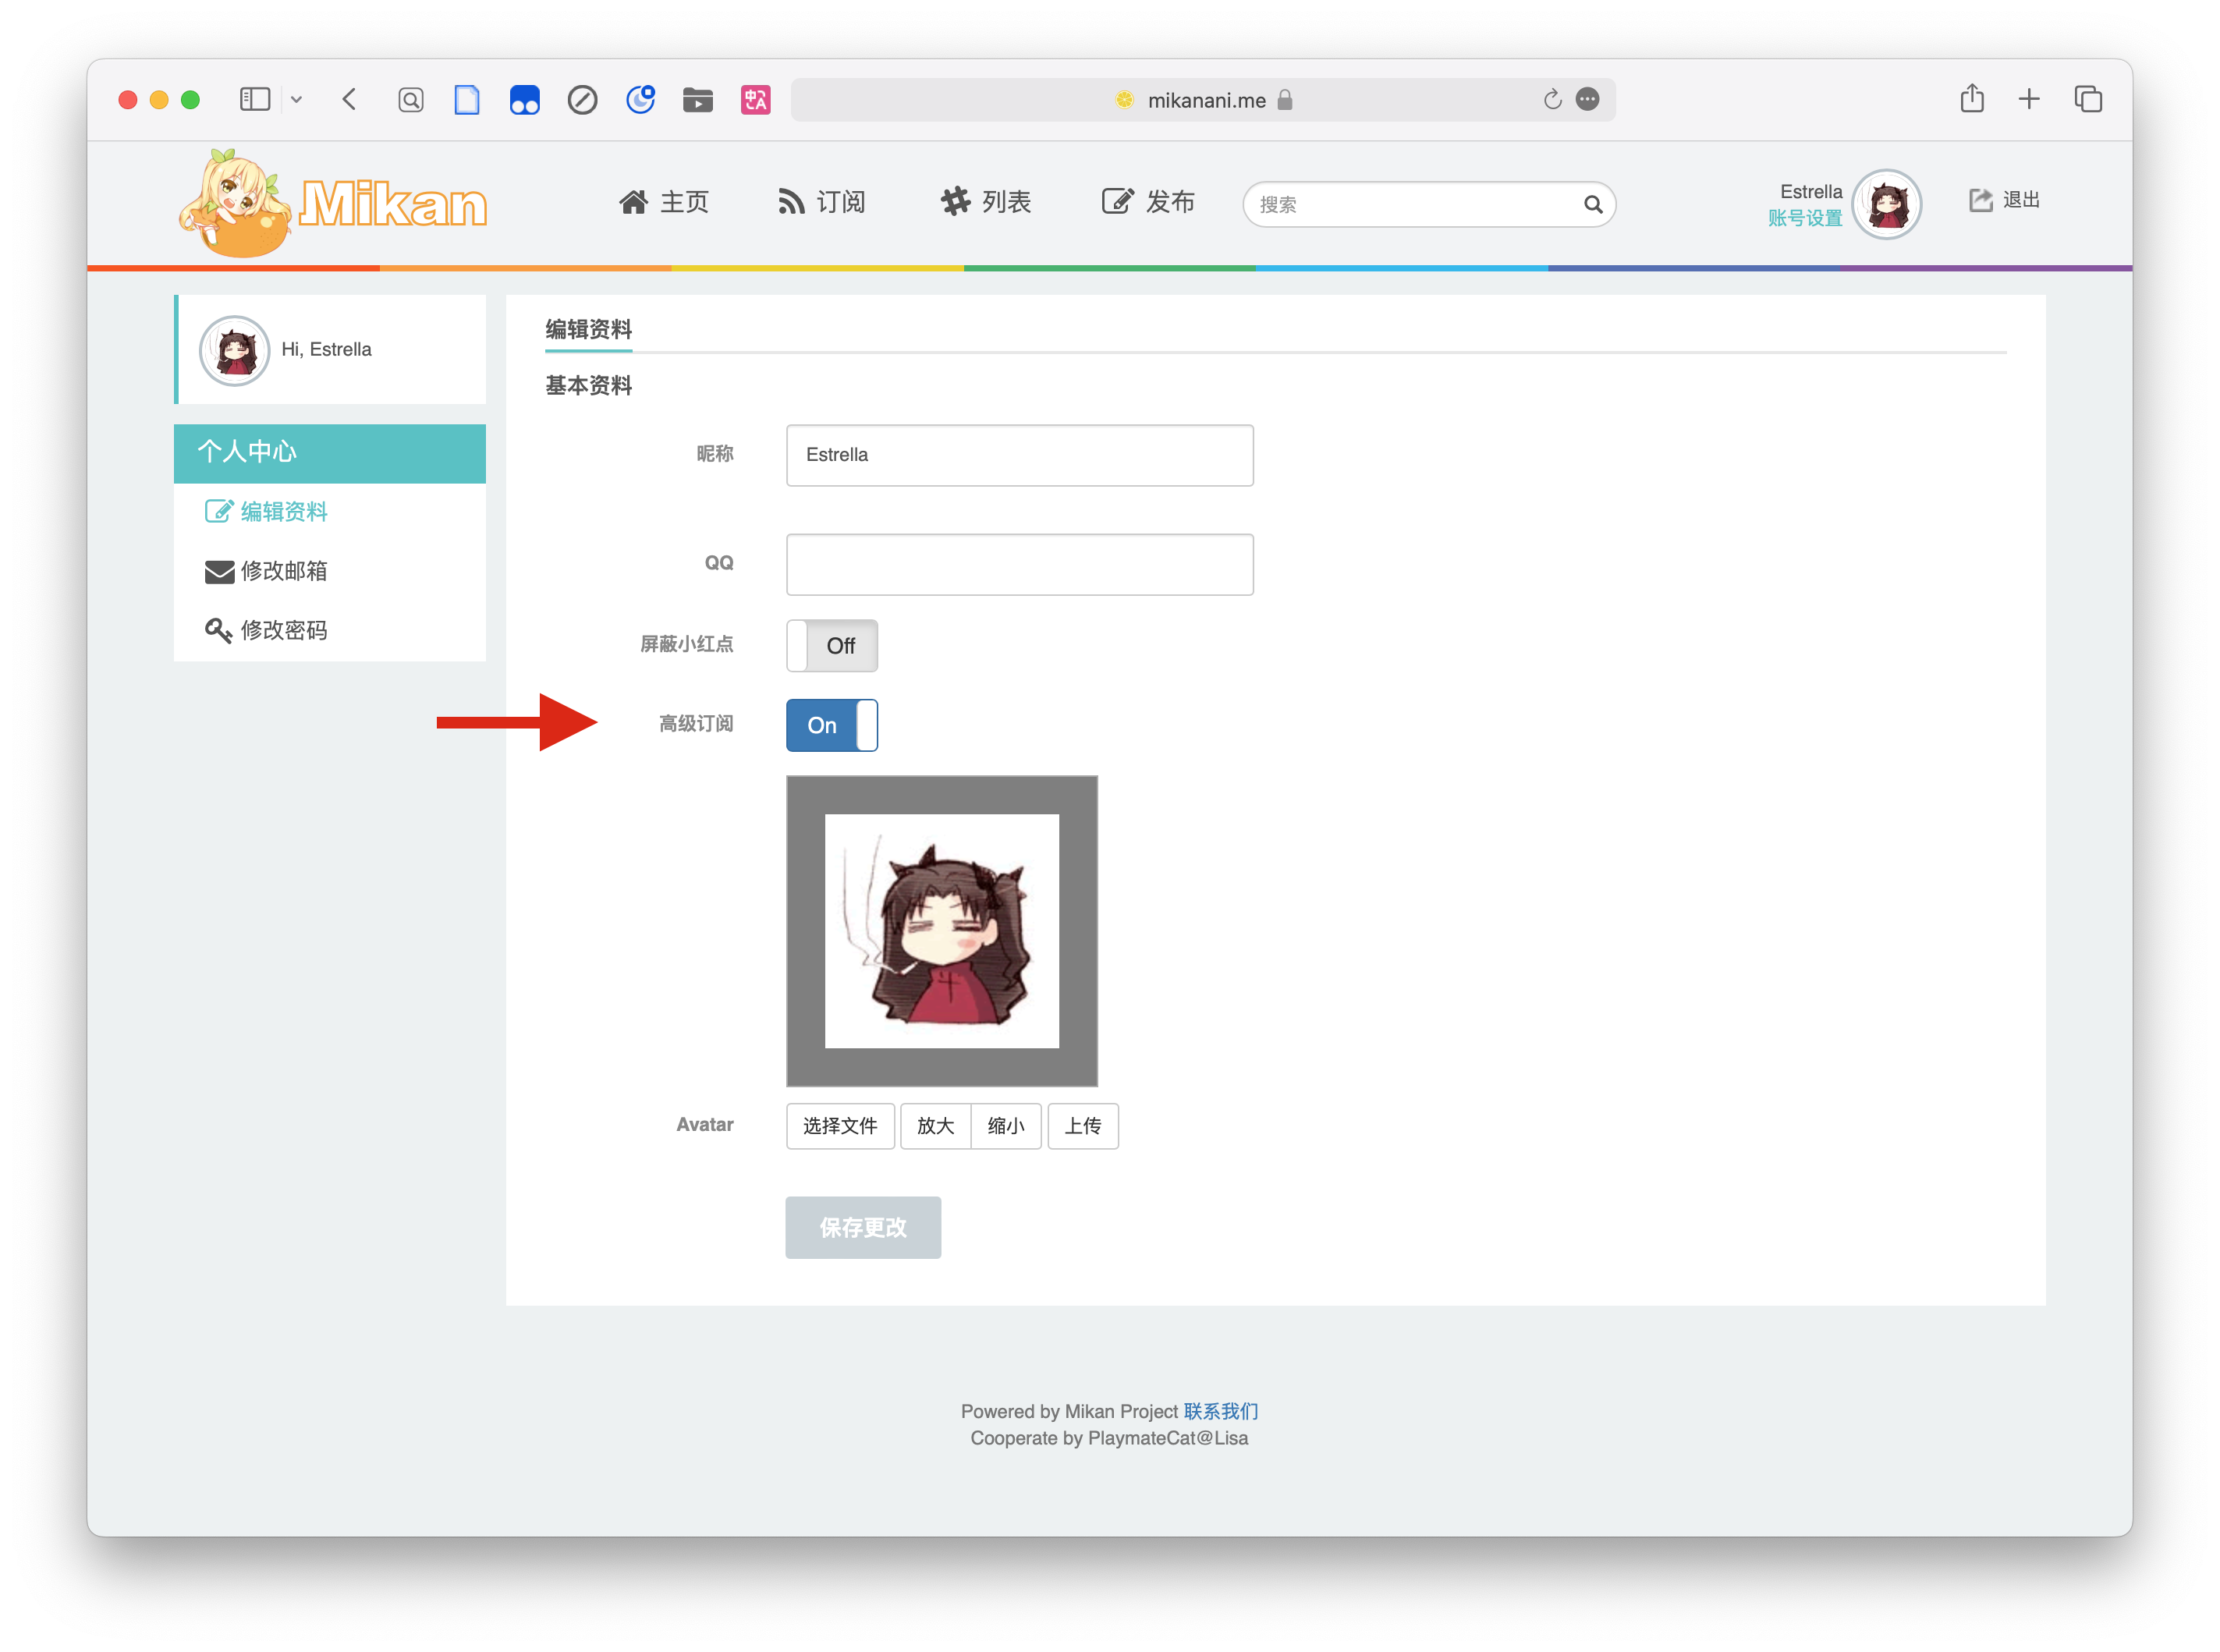 mikanani.me
Mikan
主页
订阅
列表
发布
搜索
Estrella
账号设置
退出
Hi, Estrella
个人中心
编辑资料
修改邮箱
修改密码
编辑资料
基本资料
昵称
Estrella
QQ
屏蔽小红点
Off
高级订阅
On
Avatar
选择文件
放大
缩小
上传
保存更改
Powered by Mikan Project 联系我们
Cooperate by PlaymateCat@Lisa